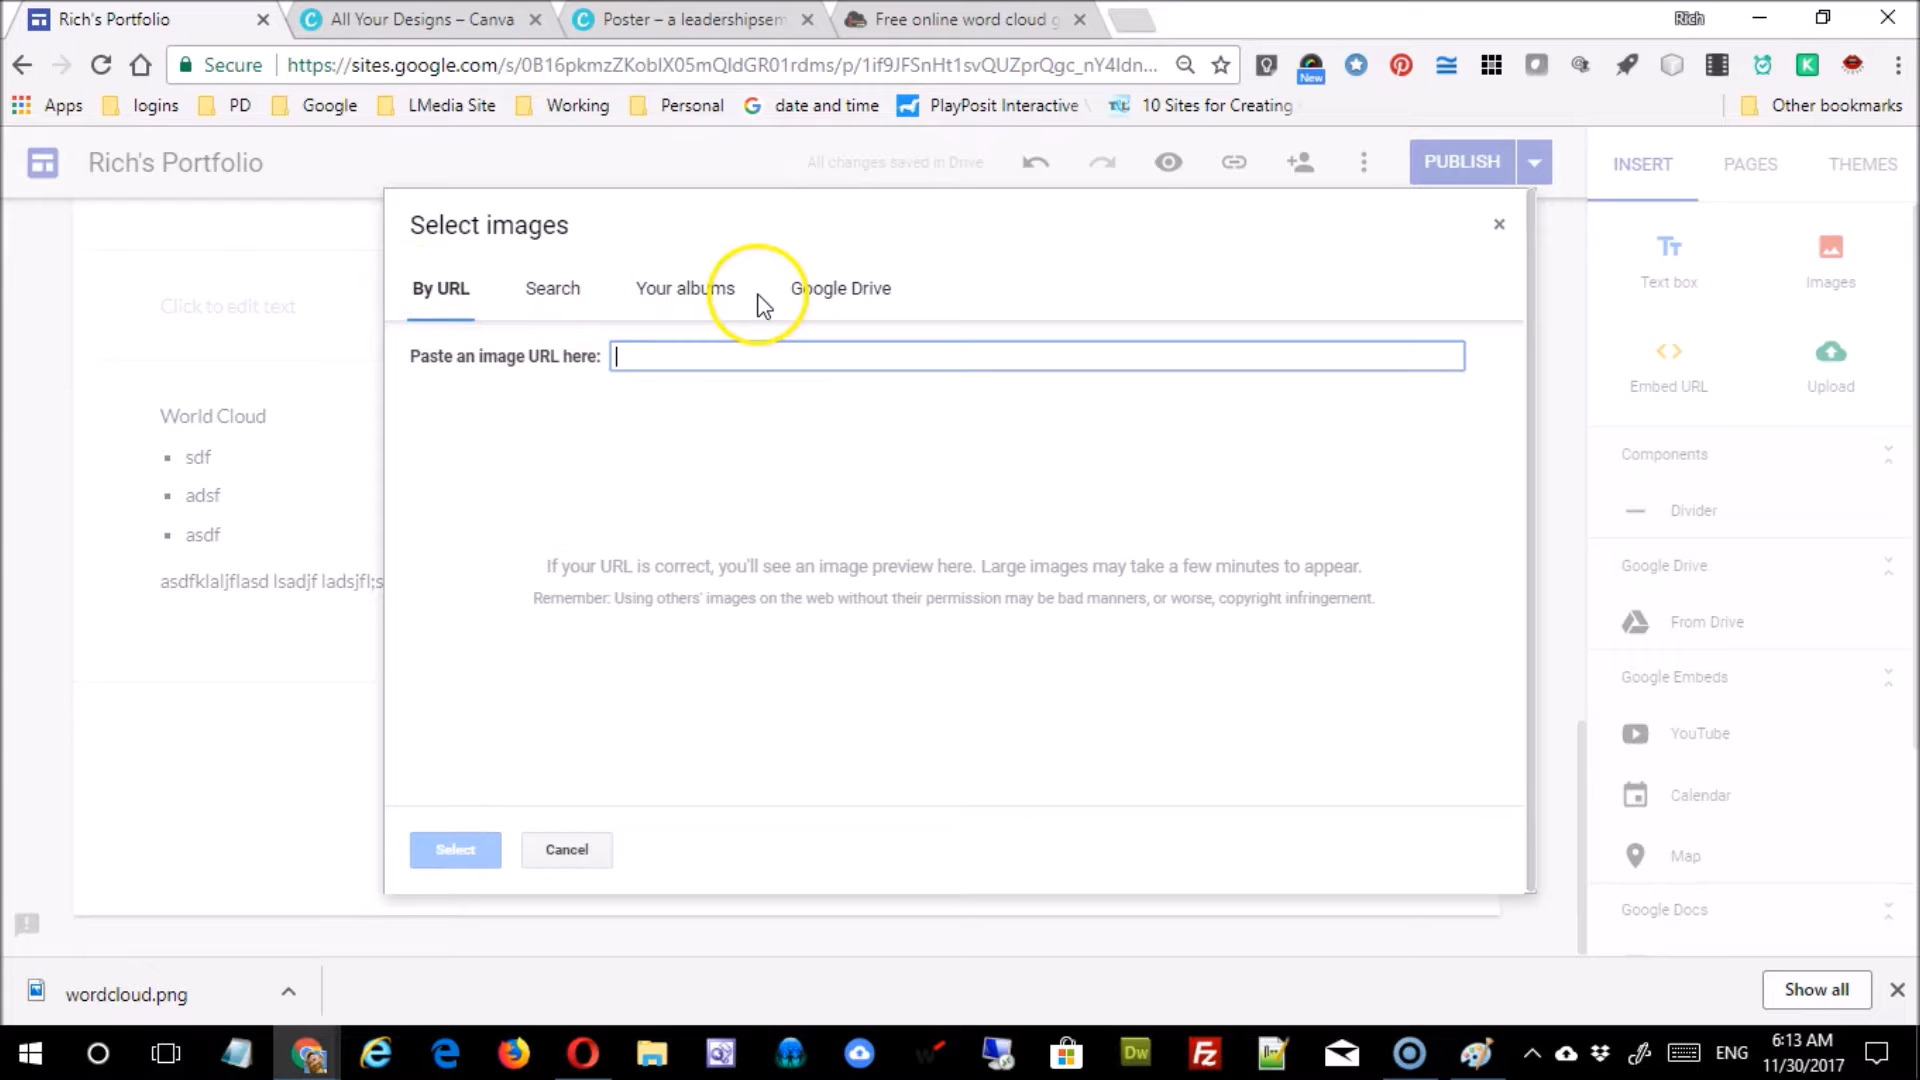 Rich's Portfolio
All Your Designs – Canva
Poster – a leadershipsem
Free online word cloud g
Rich
Secure
https://sites.google.com/s/0B16pkmzZKobIX05mQldGR01rdms/p/1if9JFSnHt1svQUZprQgc_nY4Idn...
New
Apps
logins
PD
Google
LMedia Site
Working
Personal
date and time
PlayPosit Interactive \
10 Sites for Creating
Other bookmarks
Rich's Portfolio
All changes saved in Drive
PUBLISH
INSERT
PAGES
THEMES
Select images
By URL
Search
Your albums
Google Drive
Paste an image URL here:
If your URL is correct, you'll see an image preview here. Large images may take a few minutes to appear.
Remember: Using others' images on the web without their permission may be bad manners, or worse, copyright infringement.
Select
Cancel
Click to edit text
World Cloud
▪ sdf
▪ adsf
▪ asdf
asdfklaljflasd lsadjf ladsjfl;s
Text box
Images
Embed URL
Upload
Components
Divider
Google Drive
From Drive
Google Embeds
YouTube
Calendar
Map
Google Docs
wordcloud.png
Show all
ENG
6:13 AM
11/30/2017